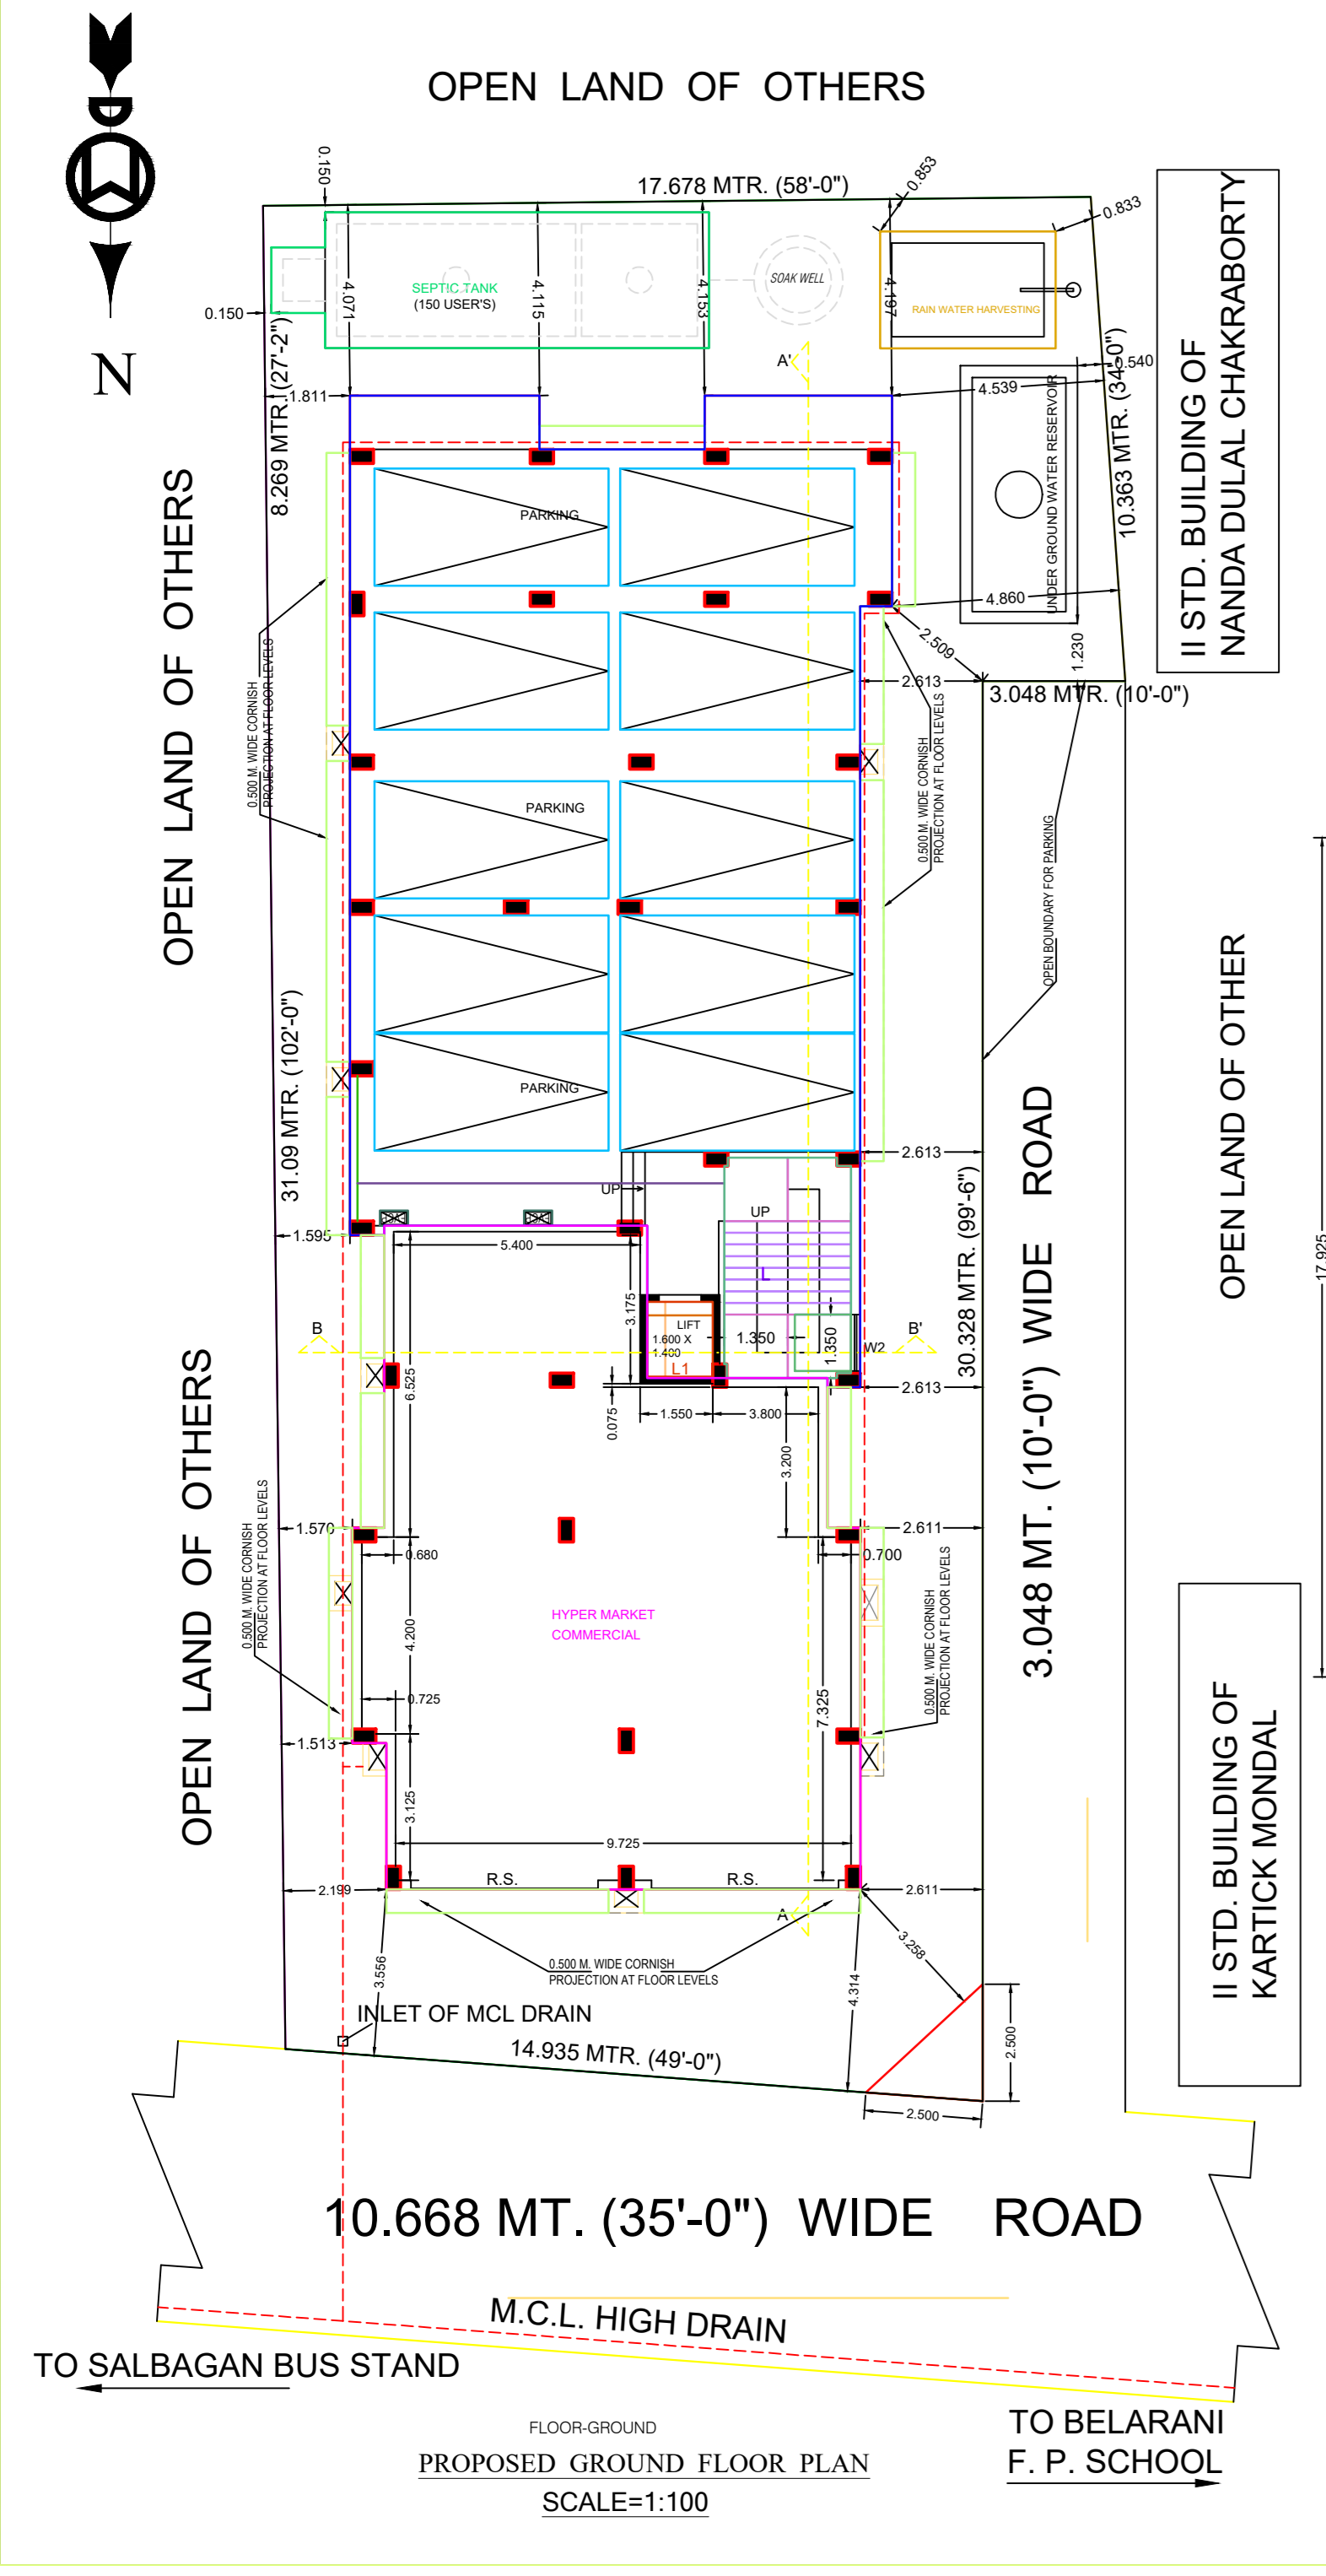 OPEN LAND OF OTHERS
N
17.678 MTR. (58'-0")
0.150
0.853
0.833
0.150
SEPTIC TANK
(150 USER'S)
SOAK WELL
RAIN WATER HARVESTING
4.071
4.115
4.153
4.197
A'
1.811
4.539
0.540
8.269 MTR. (27'-2")
10.363 MTR. (34'-0")
II STD. BUILDING OF
NANDA DULAL CHAKRABORTY
UNDER GROUND WATER RESERVOIR
OPEN LAND OF OTHERS
PARKING
4.860
2.509
1.230
2.613
3.048 MTR. (10'-0")
0.500 M. WIDE CORNISH
PROJECTION AT FLOOR LEVELS
0.500 M. WIDE CORNISH
PROJECTION AT FLOOR LEVELS
PARKING
OPEN BOUNDARY FOR PARKING
OPEN LAND OF OTHER
17.925
31.09 MTR. (102'-0")
PARKING
2.613
UP
UP
1.595
5.400
3.175
L
LIFT
1.600 X
1.400
L1
1.350
1.350
W2
B
B'
30.328 MTR. (99'-6")
3.048 MT. (10'-0") WIDE ROAD
6.525
2.613
0.075
1.550
3.800
3.200
OPEN LAND OF OTHERS
1.570
2.611
0.680
0.700
0.500 M. WIDE CORNISH
PROJECTION AT FLOOR LEVELS
HYPER MARKET
COMMERCIAL
4.200
0.725
7.325
0.500 M. WIDE CORNISH
PROJECTION AT FLOOR LEVELS
II STD. BUILDING OF
KARTICK MONDAL
1.513
3.125
9.725
R.S.
R.S.
2.199
2.611
A
3.556
0.500 M. WIDE CORNISH
PROJECTION AT FLOOR LEVELS
4.314
3.258
INLET OF MCL DRAIN
14.935 MTR. (49'-0")
2.500
2.500
10.668 MT. (35'-0") WIDE ROAD
M.C.L. HIGH DRAIN
TO SALBAGAN BUS STAND
TO BELARANI
F. P. SCHOOL
FLOOR-GROUND
PROPOSED GROUND FLOOR PLAN
SCALE=1:100